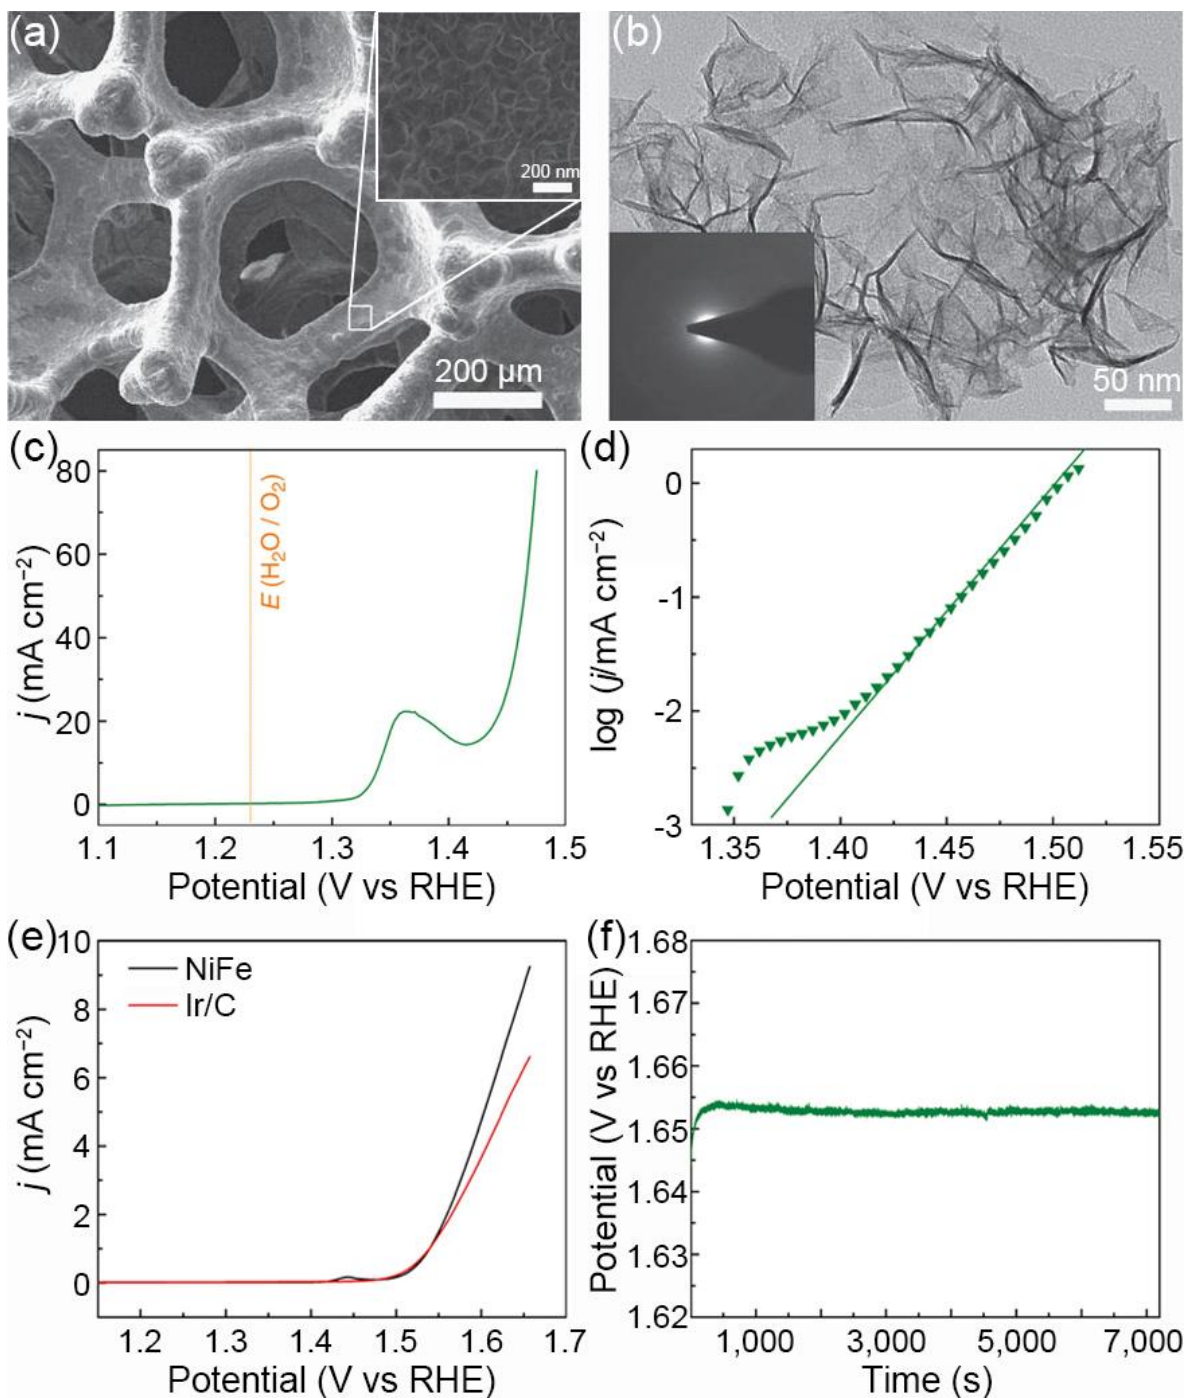 (a)
200 nm
200 µm
(b)
50 nm
(c)
80
60
40
20
0
j (mA cm⁻²)
E (H₂O / O₂)
1.1 1.2 1.3 1.4 1.5
Potential (V vs RHE)
(d)
0
-1
-2
-3
log (j/mA cm⁻²)
1.35 1.40 1.45 1.50 1.55
Potential (V vs RHE)
(e)
10
8
6
4
2
0
j (mA cm⁻²)
NiFe
Ir/C
1.2 1.3 1.4 1.5 1.6 1.7
Potential (V vs RHE)
(f)
1.68
1.67
1.66
1.65
1.64
1.63
1.62
Potential (V vs RHE)
1,000 3,000 5,000 7,000
Time (s)